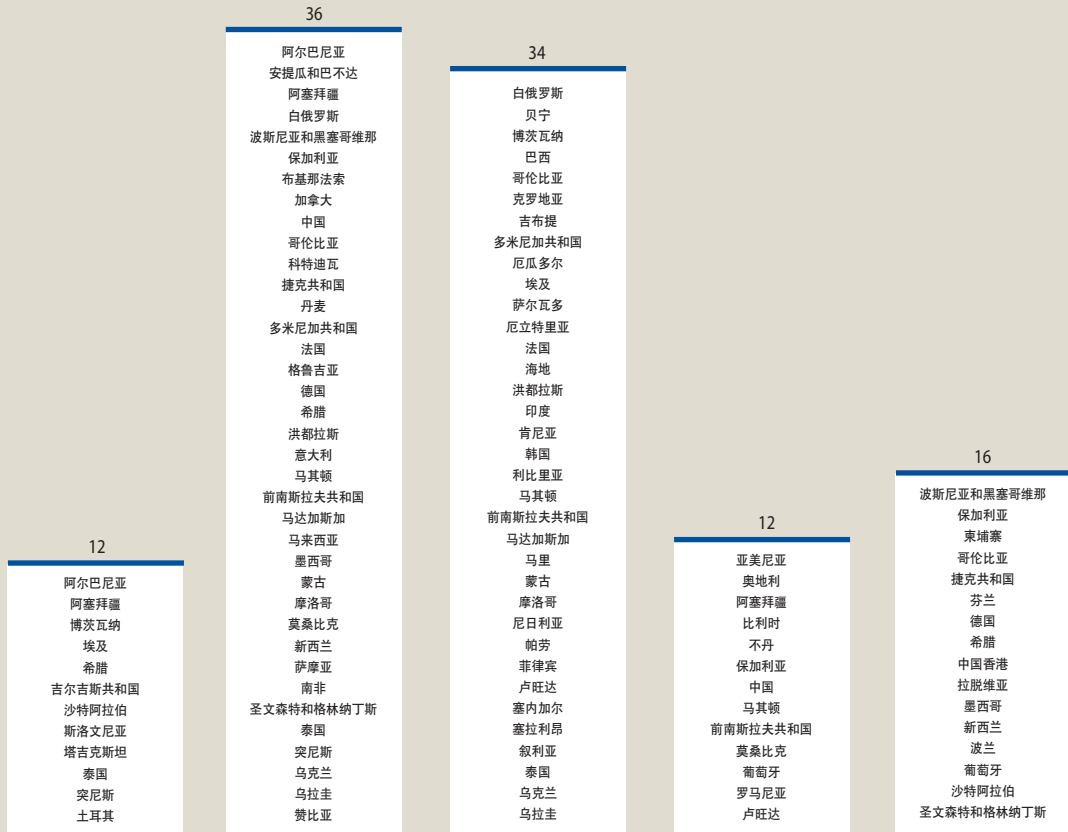 12
阿尔巴尼亚
阿塞拜疆
博茨瓦纳
埃及
希腊
吉尔吉斯共和国
沙特阿拉伯
斯洛文尼亚
塔吉克斯坦
泰国
突尼斯
土耳其
36
阿尔巴尼亚
安提瓜和巴不达
阿塞拜疆
白俄罗斯
波斯尼亚和黑塞哥维那
保加利亚
布基那法索
加拿大
中国
哥伦比亚
科特迪瓦
捷克共和国
丹麦
多米尼加共和国
法国
格鲁吉亚
德国
希腊
洪都拉斯
意大利
马其顿
前南斯拉夫共和国
马达加斯加
马来西亚
墨西哥
蒙古
摩洛哥
莫桑比克
新西兰
萨摩亚
南非
圣文森特和格林纳丁斯
泰国
突尼斯
乌克兰
乌拉圭
赞比亚
34
白俄罗斯
贝宁
博茨瓦纳
巴西
哥伦比亚
克罗地亚
吉布提
多米尼加共和国
厄瓜多尔
埃及
萨尔瓦多
厄立特里亚
法国
海地
洪都拉斯
印度
肯尼亚
韩国
利比里亚
马其顿
前南斯拉夫共和国
马达加斯加
马里
蒙古
摩洛哥
尼日利亚
帕劳
菲律宾
卢旺达
塞内加尔
塞拉利昂
叙利亚
泰国
乌克兰
乌拉圭
12
亚美尼亚
奥地利
阿塞拜疆
比利时
不丹
保加利亚
中国
马其顿
前南斯拉夫共和国
莫桑比克
葡萄牙
罗马尼亚
卢旺达
16
波斯尼亚和黑塞哥维那
保加利亚
柬埔寨
哥伦比亚
捷克共和国
芬兰
德国
希腊
中国香港
拉脱维亚
墨西哥
新西兰
波兰
葡萄牙
沙特阿拉伯
圣文森特和格林纳丁斯